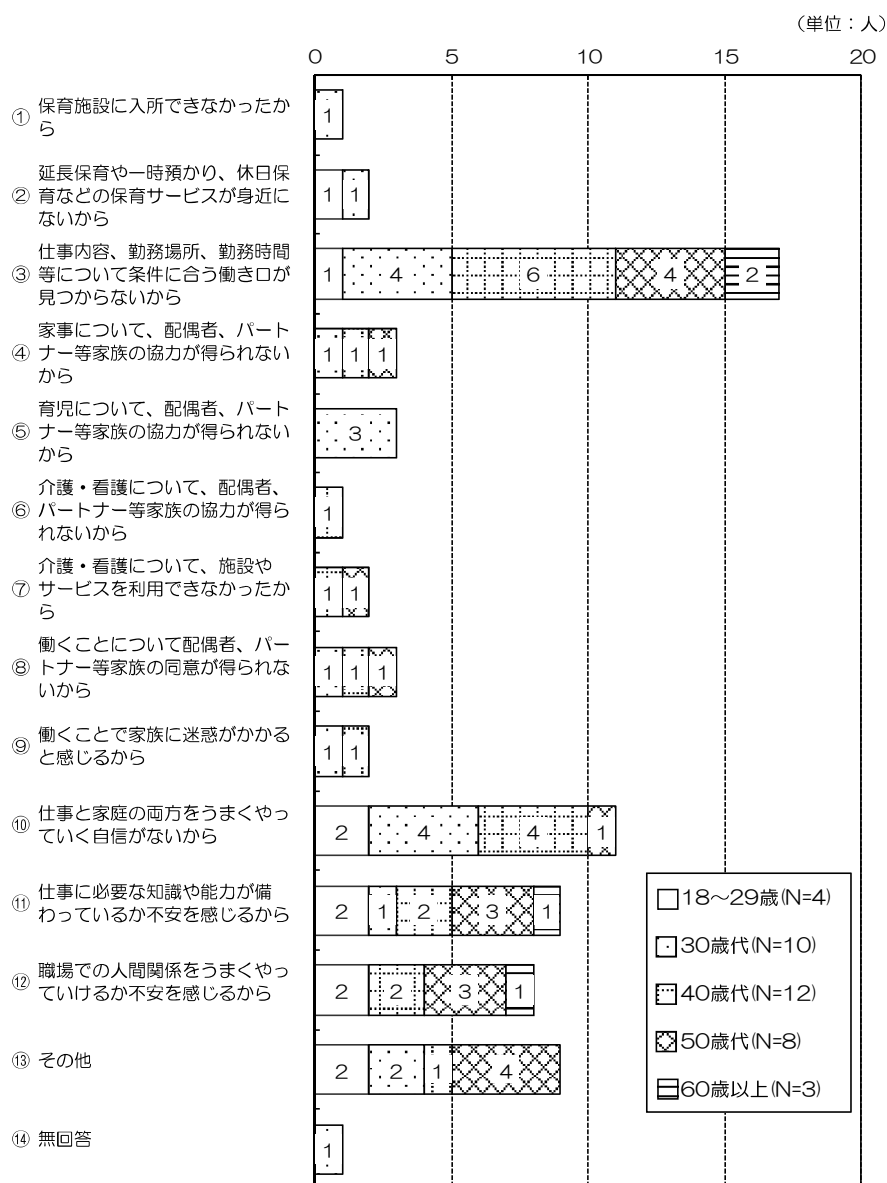 （単位：人）
0 5 10 15 20
① 保育施設に入所できなかったか
ら
1
延長保育や一時預かり、休日保
② 育などの保育サービスが身近に
ないから
1 1
仕事内容、勤務場所、勤務時間
③ 等について条件に合う働き口が
見つからないから
1 4 6 4 2
家事について、配偶者、パート
④ ナー等家族の協力が得られない
から
1 1 1
育児について、配偶者、パート
⑤ ナー等家族の協力が得られない
から
3
介護・看護について、配偶者、
⑥ パートナー等家族の協力が得ら
れないから
1
介護・看護について、施設や
⑦ サービスを利用できなかったか
ら
1 1
働くことについて配偶者、パー
⑧ トナー等家族の同意が得られな
いから
1 1 1
⑨ 働くことで家族に迷惑がかかる
と感じるから
1 1
⑩ 仕事と家庭の両方をうまくやっ
ていく自信がないから
2 4 4 1
⑪ 仕事に必要な知識や能力が備
わっているか不安を感じるから
2 1 2 3 1
⑫ 職場での人間関係をうまくやっ
ていけるか不安を感じるから
2 2 3 1
⑬ その他
2 2 1 4
⑭ 無回答
1
18～29歳(N=4)
30歳代(N=10)
40歳代(N=12)
50歳代(N=8)
60歳以上(N=3)